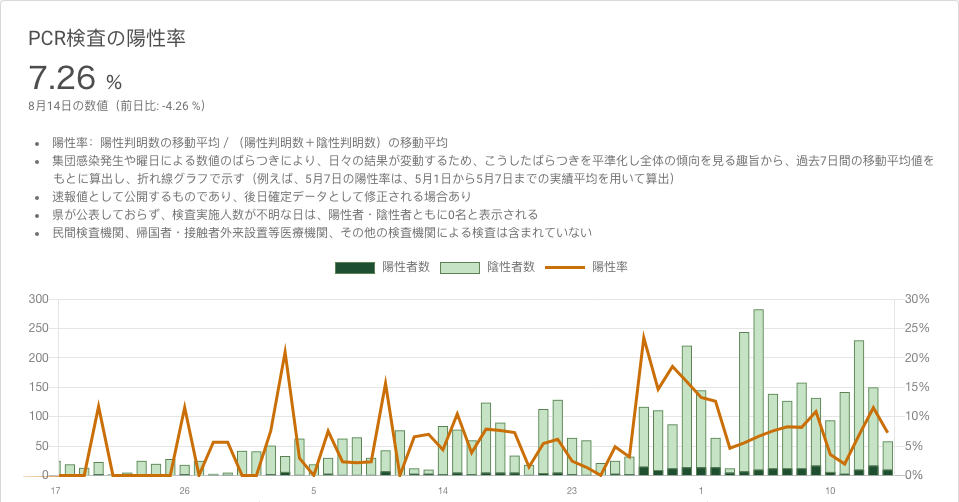 PCR検査の陽性率
7.26 %
8月14日の数値（前日比: -4.26 %）
• 陽性率：陽性判明数の移動平均 / （陽性判明数＋陰性判明数）の移動平均
• 集団感染発生や曜日による数値のばらつきにより、日々の結果が変動するため、こうしたばらつきを平準化し全体の傾向を見る趣旨から、過去7日間の移動平均値を
もとに算出し、折れ線グラフで示す（例えば、5月7日の陽性率は、5月1日から5月7日までの実績平均を用いて算出）
• 速報値として公開するものであり、後日確定データとして修正される場合あり
• 県が公表しておらず、検査実施人数が不明な日は、陽性者・陰性者ともに0名と表示される
• 民間検査機関、帰国者・接触者外来設置等医療機関、その他の検査機関による検査は含まれていない
陽性者数 陰性者数 陽性率
300 30%
250 25%
200 20%
150 15%
100 10%
50 5%
0 0%
17 26 5 14 23 1 10